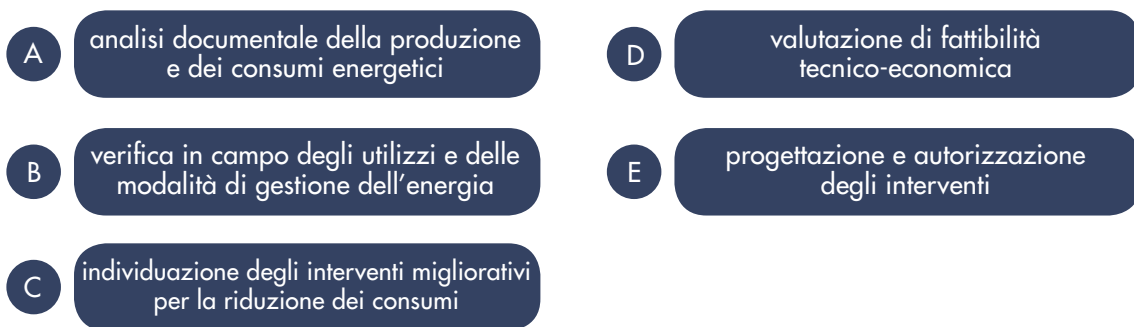 A
analisi documentale della produzione
e dei consumi energetici
B
verifica in campo degli utilizzi e delle
modalità di gestione dell'energia
C
individuazione degli interventi migliorativi
per la riduzione dei consumi
D
valutazione di fattibilità
tecnico-economica
E
progettazione e autorizzazione
degli interventi